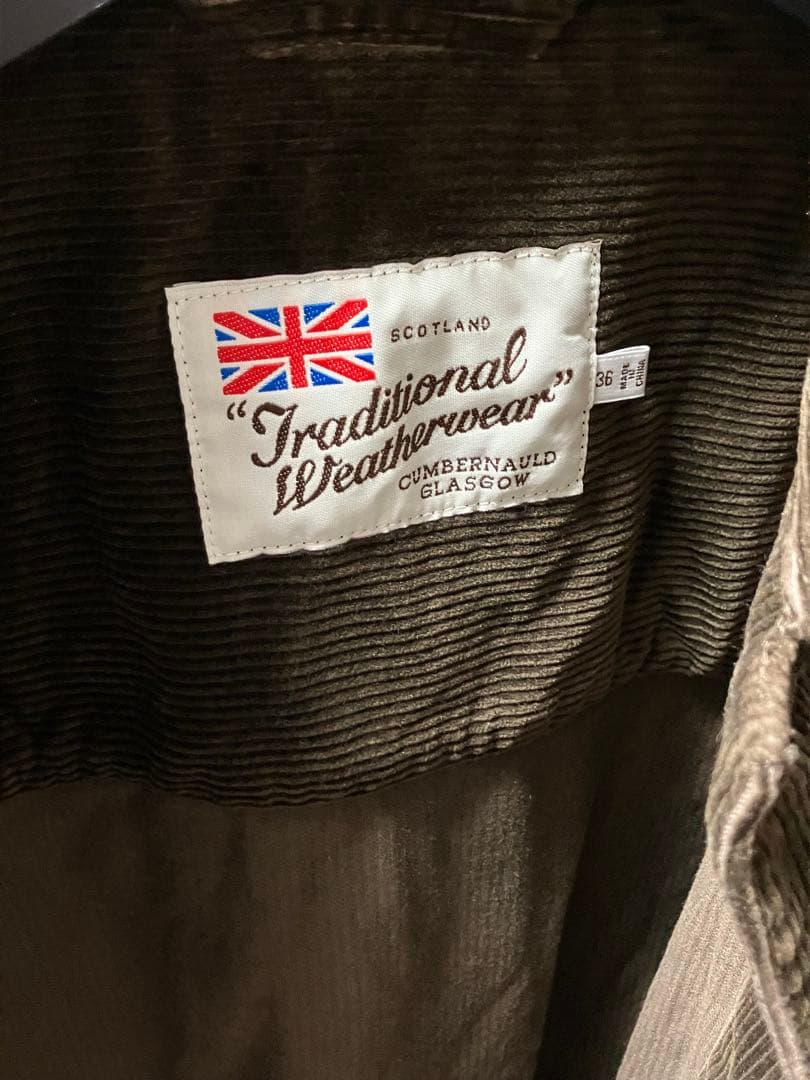 SCOTLAND
"Traditional
Weatherwear"
CUMBERNAULD
GLASGOW
36
MADE
IN
CHINA